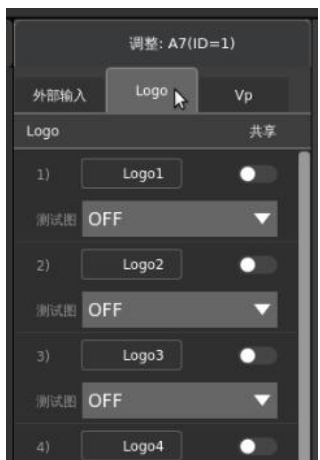 调整: A7(ID=1)
外部输入 Logo Vp
Logo 共享
1) Logo1
测试图 OFF
2) Logo2
测试图 OFF
3) Logo3
测试图 OFF
4) Logo4